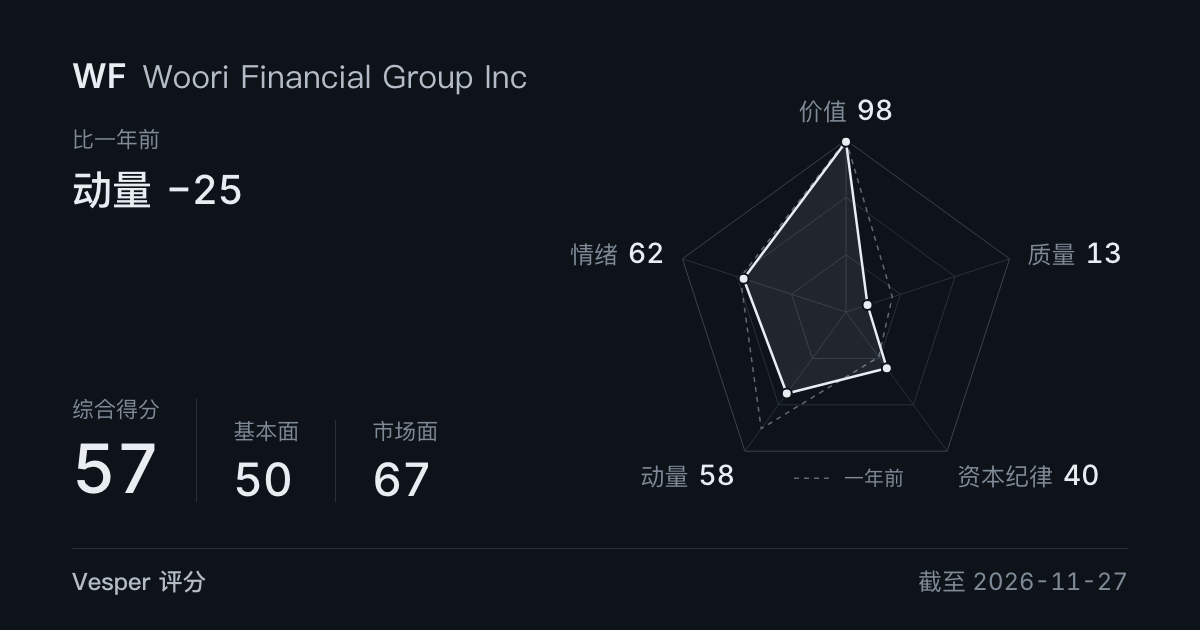 WF Woori Financial Group Inc
比一年前
动量 −25
价值 98
情绪 62
质量 13
动量 58
一年前
资本纪律 40
综合得分
57
基本面
50
市场面
67
Vesper 评分
截至 2026-11-27